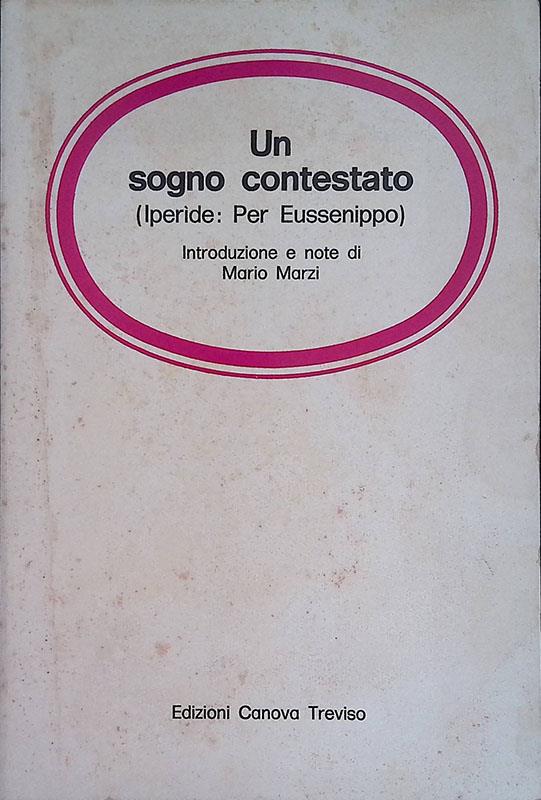 Un
sogno contestato
(Iperìde: Per Eussenippo)
Introduzione e note di
Mario Marzi
Edizioni Canova Treviso